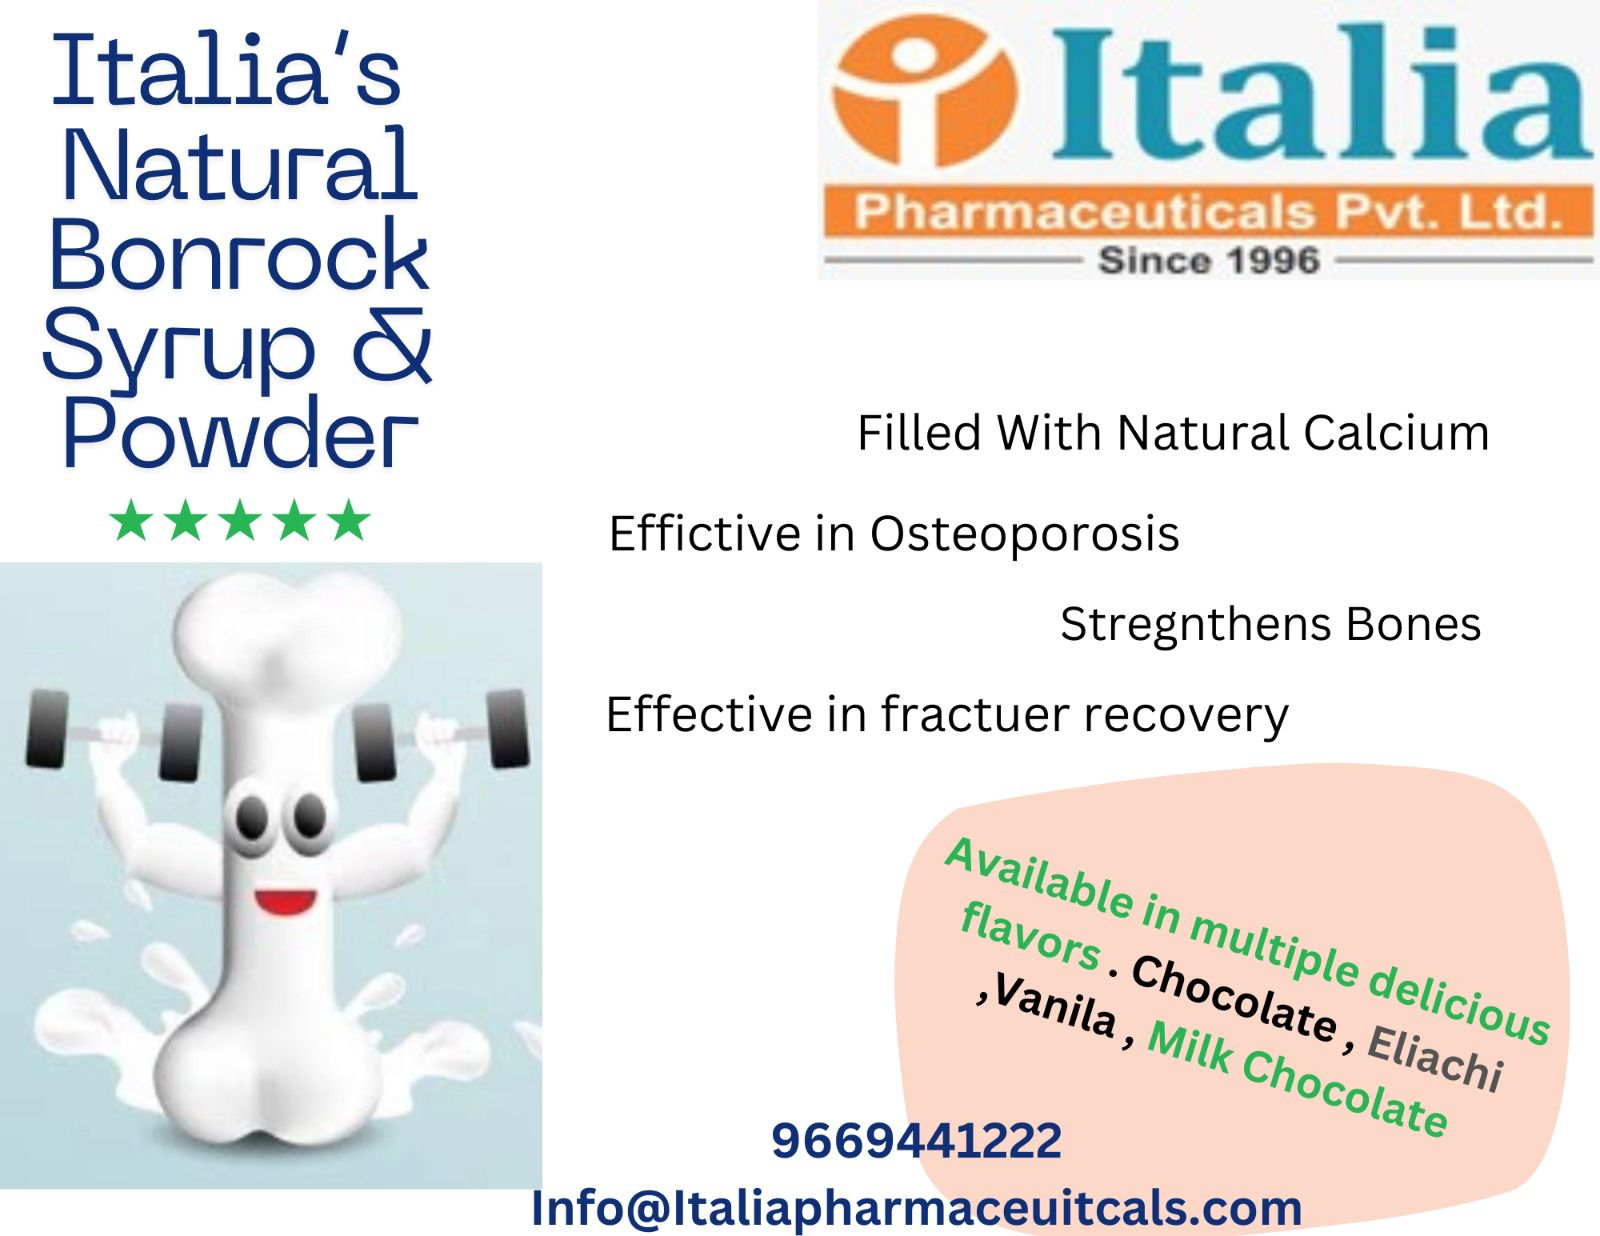 Italia's
Natural
Bonrock
Syrup &
Powder
Italia
Pharmaceuticals Pvt. Ltd.
Since 1996
Filled With Natural Calcium
Effictive in Osteoporosis
Stregnthens Bones
Effective in fractuer recovery
Available in multiple delicious
flavors . Chocolate , Eliachi
,Vanila , Milk Chocolate
9669441222
Info@Italiapharmaceuitcals.com